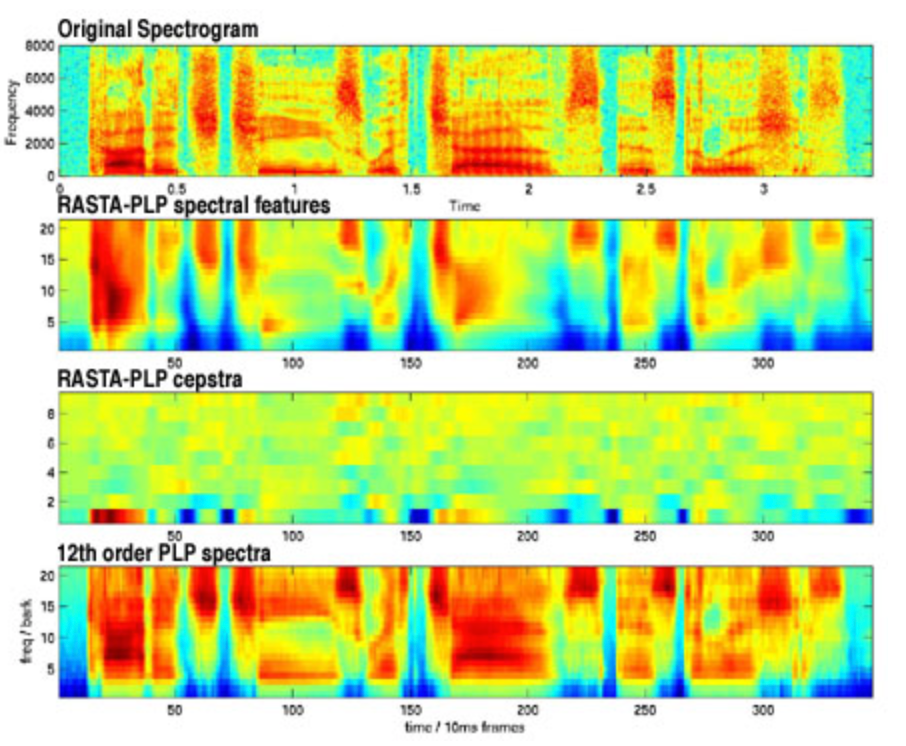 Original Spectrogram
8000
6000
4000
2000
0
Frequency
0 0.5 1 1.5 2 2.5 3
Time
RASTA-PLP spectral features
20
15
10
5
50 100 150 200 250 300
RASTA-PLP cepstra
8
6
4
2
50 100 150 200 250 300
12th order PLP spectra
20
15
10
5
freq / bark
50 100 150 200 250 300
time / 10ms frames